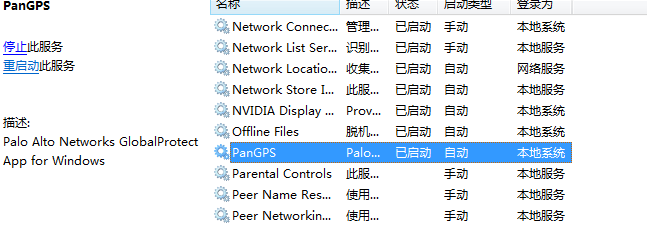 PanGPS
停止此服务
重启动此服务
描述:
Palo Alto Networks GlobalProtect
App for Windows
名称 描述 状态 启动类型 登录为
Network Connec... 管理... 已启动 手动 本地系统
Network List Ser... 识别... 已启动 手动 本地服务
Network Locatio... 收集... 已启动 自动 网络服务
Network Store I... 此服... 已启动 自动 本地服务
NVIDIA Display ... Prov... 已启动 自动 本地系统
Offline Files 脱机... 已启动 自动 本地系统
PanGPS Palo... 已启动 自动 本地系统
Parental Controls 此服... 手动 本地服务
Peer Name Res... 使用... 手动 本地服务
Peer Networkin... 使用... 手动 本地服务